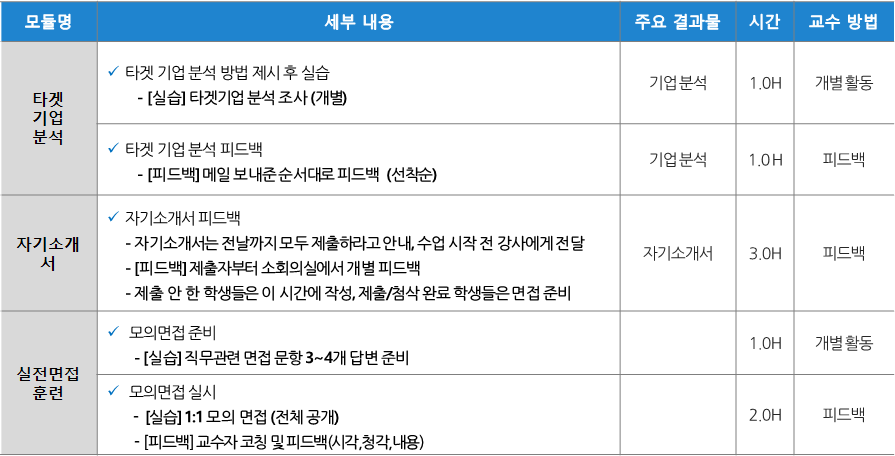 모듈명 세부 내용 주요 결과물 시간 교수 방법
타겟
기업
분석
✓ 타겟 기업 분석 방법 제시 후 실습
- [실습] 타겟기업 분석 조사 (개별)
기업분석 1.0H 개별활동
✓ 타겟 기업 분석 피드백
- [피드백] 메일 보내준 순서대로 피드백 (선착순)
기업분석 1.0H 피드백
자기소개
서
✓ 자기소개서 피드백
- 자기소개서는 전날까지 모두 제출하라고 안내, 수업 시작 전 강사에게 전달
- [피드백] 제출자부터 소회의실에서 개별 피드백
- 제출 안 한 학생들은 이 시간에 작성, 제출/첨삭 완료 학생들은 면접 준비
자기소개서 3.0H 피드백
실전면접
훈련
✓ 모의면접 준비
- [실습] 직무관련 면접 문항 3~4개 답변 준비
1.0H 개별활동
✓ 모의면접 실시
- [실습] 1:1 모의 면접 (전체 공개)
- [피드백] 교수자 코칭 및 피드백(시각,청각,내용)
2.0H 피드백